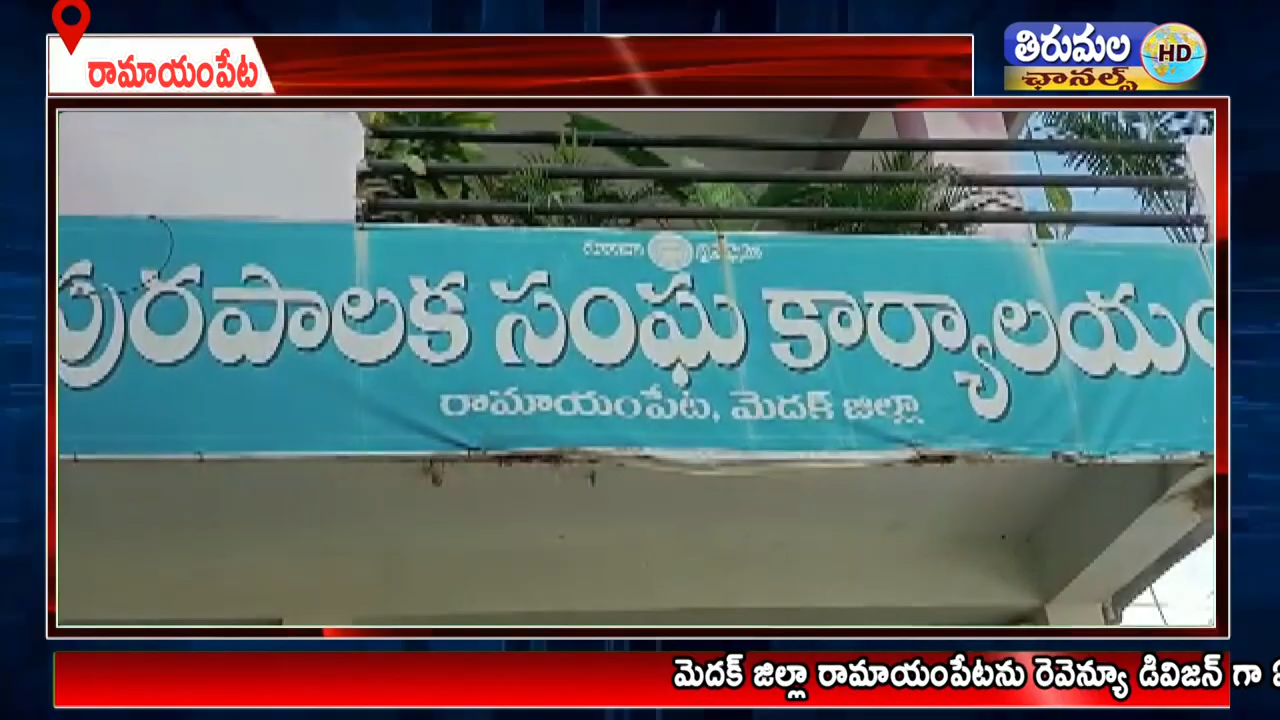 రామాయంపేట
తిరుమల
HD
ఛానల్స్
పురపాలక సంఘ కార్యాలయం
రామాయంపేట, మెదక్ జిల్లా
మెదక్ జిల్లా రామాయంపేటను రెవెన్యూ డివిజన్ గా